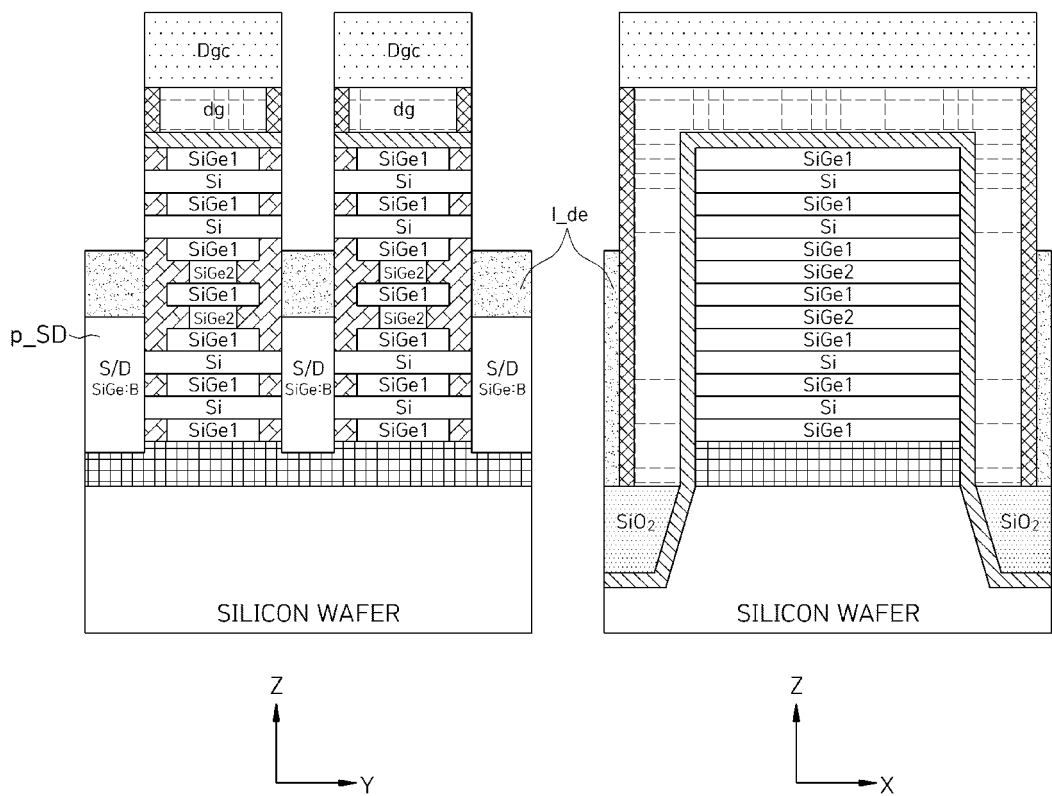 Dgc
Dgc
dg
dg
SiGe1
SiGe1
SiGe1
Si
Si
Si
SiGe1
SiGe1
SiGe1
I_de
Si
Si
Si
SiGe1
SiGe1
SiGe1
SiGe2
SiGe2
SiGe2
SiGe1
SiGe1
SiGe1
SiGe2
SiGe2
SiGe2
p_SD
SiGe1
SiGe1
SiGe1
S/D
SiGe:B
Si
S/D
SiGe:B
Si
S/D
SiGe:B
Si
SiGe1
SiGe1
SiGe1
Si
Si
Si
SiGe1
SiGe1
SiGe1
SiO2
SiO2
SILICON WAFER
SILICON WAFER
Z
Z
Y
X